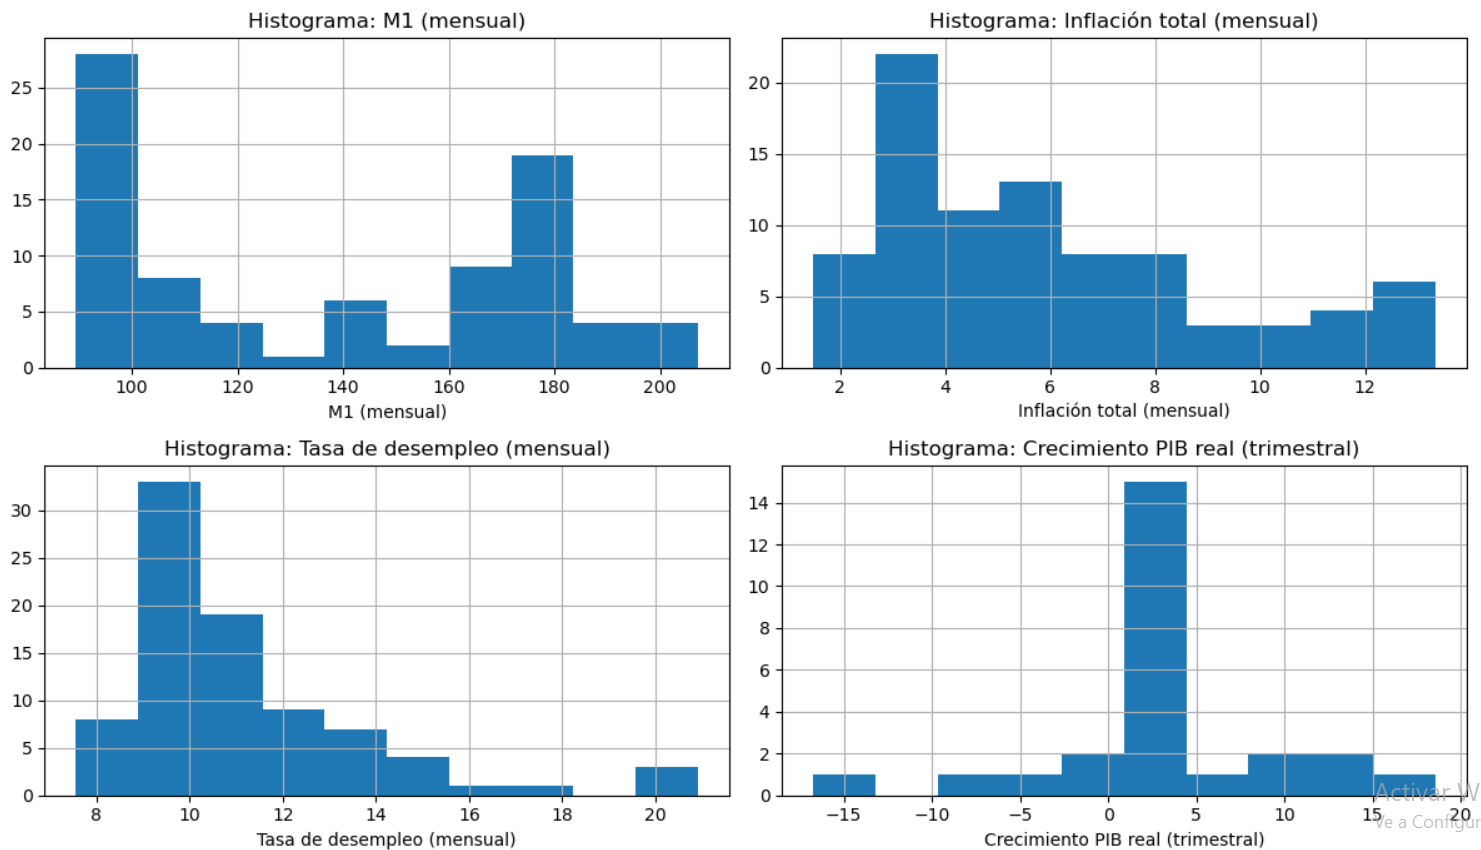 Histograma: M1 (mensual)
25
20
15
10
5
0
100 120 140 160 180 200
M1 (mensual)
Histograma: Inflación total (mensual)
20
15
10
5
0
2 4 6 8 10 12
Inflación total (mensual)
Histograma: Tasa de desempleo (mensual)
30
25
20
15
10
5
0
8 10 12 14 16 18 20
Tasa de desempleo (mensual)
Histograma: Crecimiento PIB real (trimestral)
14
12
10
8
6
4
2
0
−15 −10 −5 0 5 10 15 20
Crecimiento PIB real (trimestral)
Activar W
Ve a Configur